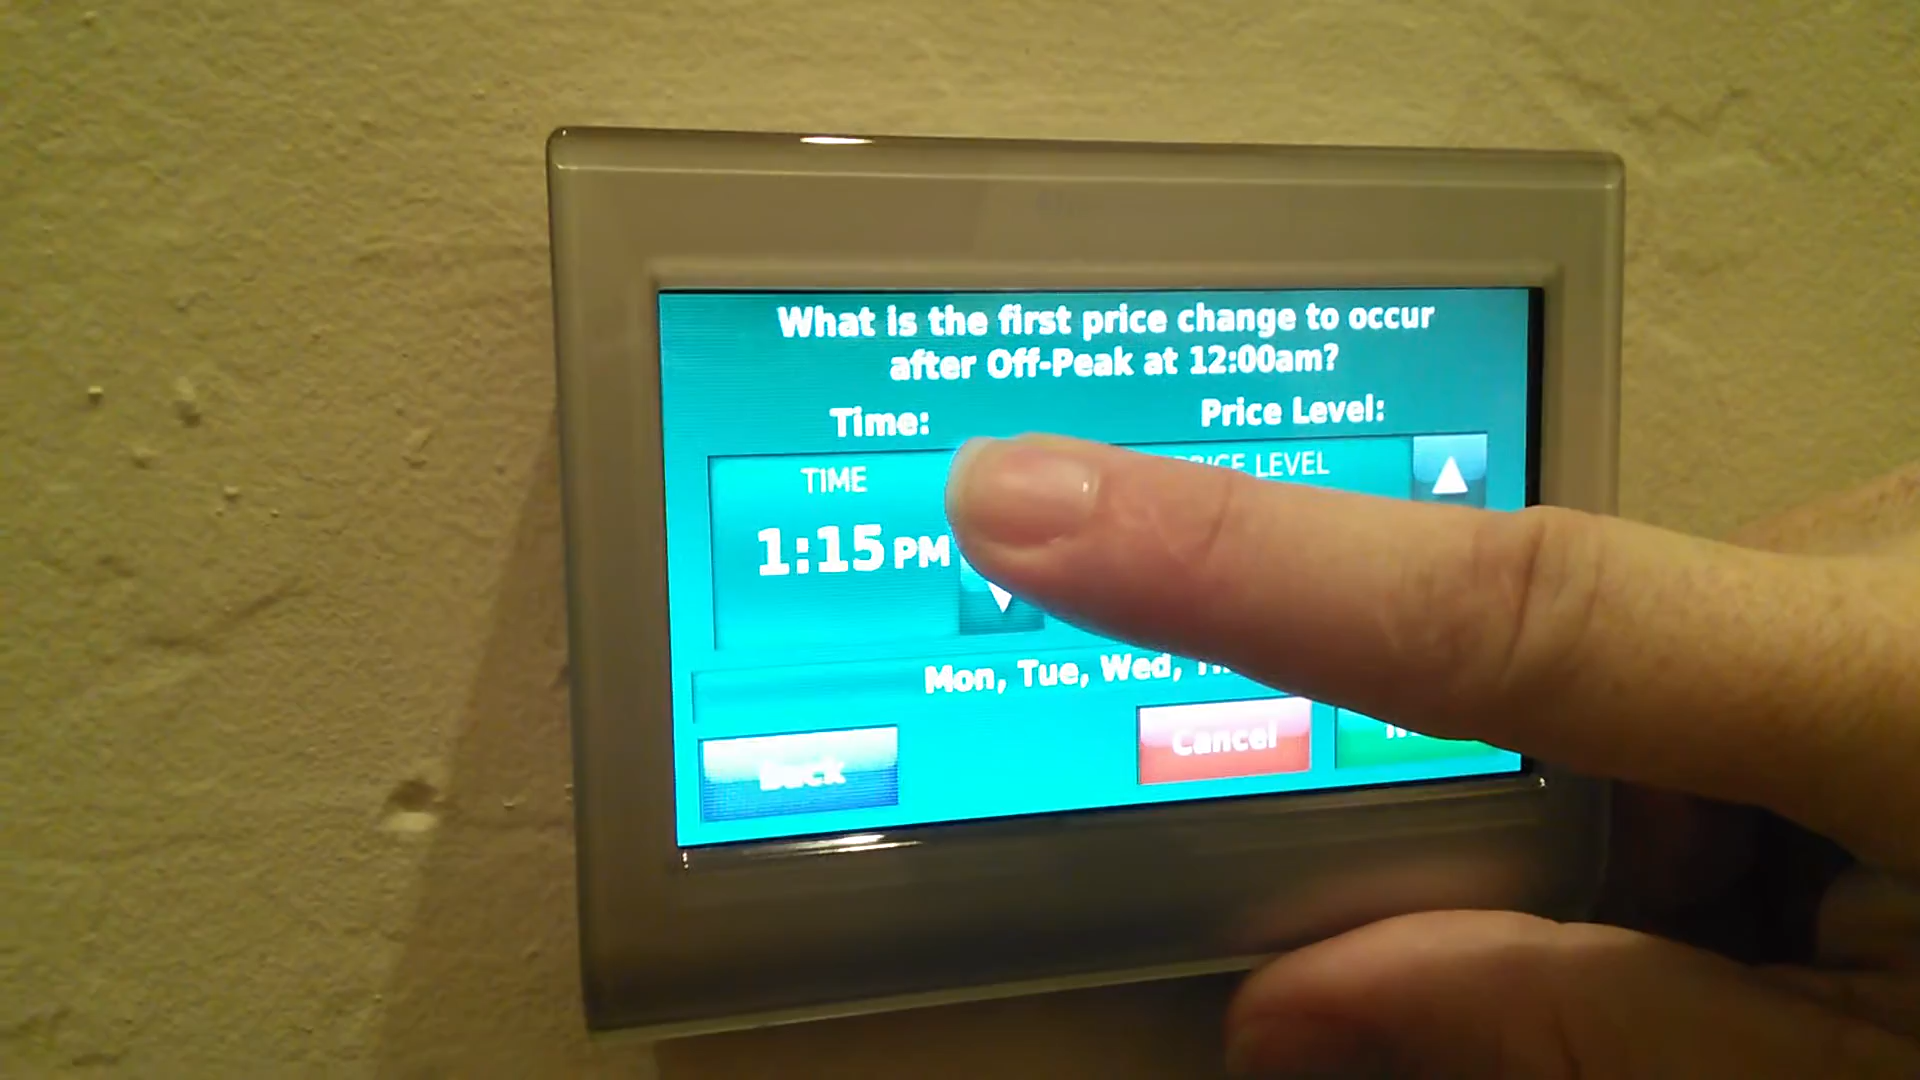 What is the first price change to occur
after Off-Peak at 12:00am?
Time:
Price Level:
TIME
LEVEL
1:15 PM
Mon, Tue, Wed,
Back
Cancel